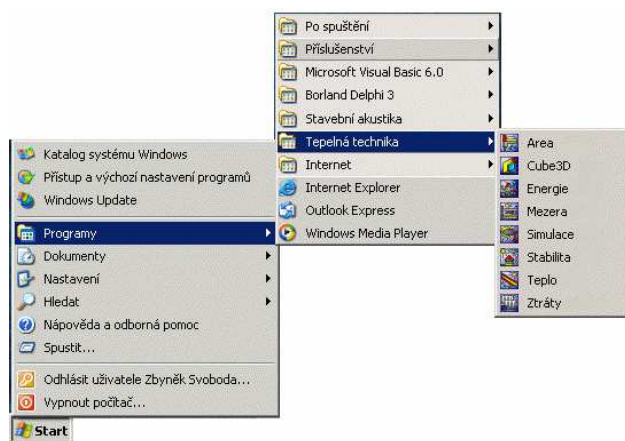 Po spuštění
Příslušenství
Microsoft Visual Basic 6.0
Borland Delphi 3
Stavební akustika
Tepelná technika
Internet
Internet Explorer
Outlook Express
Windows Media Player
Area
Cube3D
Energie
Mezera
Simulace
Stabilita
Teplo
Ztráty
Katalog systému Windows
Přístup a výchozí nastavení programů
Windows Update
Programy
Dokumenty
Nastavení
Hledat
Nápověda a odborná pomoc
Spustit...
Odhlásit uživatele Zbyněk Svoboda...
Vypnout počítač...
Start